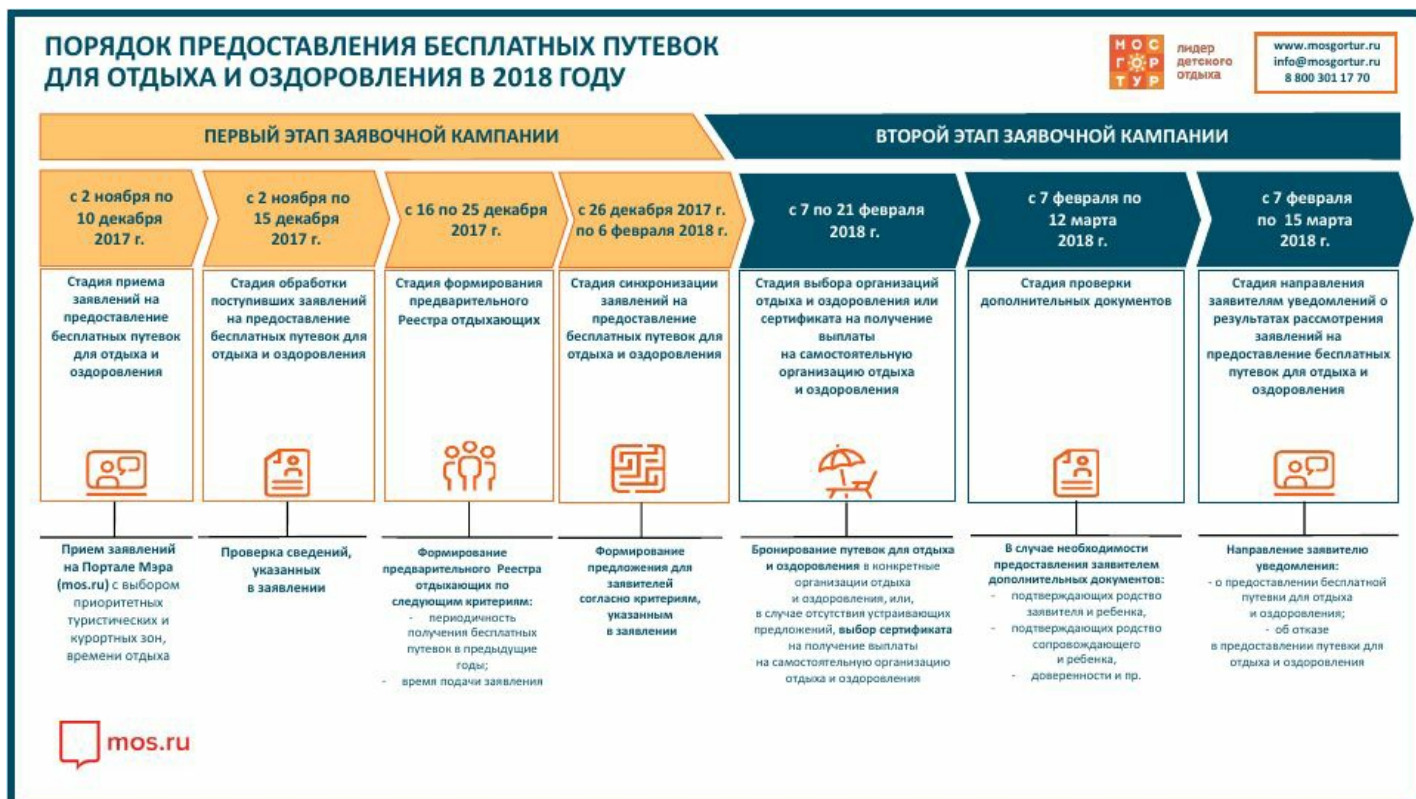 ПОРЯДОК ПРЕДОСТАВЛЕНИЯ БЕСПЛАТНЫХ ПУТЕВОК
ДЛЯ ОТДЫХА И ОЗДОРОВЛЕНИЯ В 2018 ГОДУ
МОС
ГОР
ТУР
лидер
детского
отдыха
www.mosgortur.ru
info@mosgortur.ru
8 800 301 17 70
ПЕРВЫЙ ЭТАП ЗАЯВОЧНОЙ КАМПАНИИ
ВТОРОЙ ЭТАП ЗАЯВОЧНОЙ КАМПАНИИ
с 2 ноября по
10 декабря
2017 г.
с 2 ноября по
15 декабря
2017 г.
с 16 по 25 декабря
2017 г.
с 26 декабря 2017 г.
по 6 февраля 2018 г.
с 7 по 21 февраля
2018 г.
с 7 февраля по
12 марта
2018 г.
с 7 февраля
по 15 марта
2018 г.
Стадия приема
заявлений на
предоставление
бесплатных путевок
для отдыха и
оздоровления
Стадия обработки
поступивших заявлений
на предоставление
бесплатных путевок для
отдыха и оздоровления
Стадия формирования
предварительного
Реестра отдыхающих
Стадия синхронизации
заявлений на
предоставление
бесплатных путевок для
отдыха и оздоровления
Стадия выбора организаций
отдыха и оздоровления или
сертификата на получение
выплаты
на самостоятельную
организацию отдыха
и оздоровления
Стадия проверки
дополнительных документов
Стадия направления
заявителям уведомлений о
результатах рассмотрения
заявлений на
предоставление бесплатных
путевок для отдыха и
оздоровления
Прием заявлений
на Портале Мэра
(mos.ru) с выбором
приоритетных
туристических и
курортных зон,
времени отдыха
Проверка сведений,
указанных
в заявлении
Формирование
предварительного Реестра
отдыхающих по
следующим критериям:
- периодичность
получения бесплатных
путевок в предыдущие
годы;
- время подачи заявления
Формирование
предложения для
заявителей
согласно критериям,
указанным
в заявлении
Бронирование путевок для отдыха
и оздоровления в конкретные
организации отдыха
и оздоровления, или,
в случае отсутствия устраивающих
предложений, выбор сертификата
на получение выплаты
на самостоятельную организацию
отдыха и оздоровления
В случае необходимости
предоставления заявителем
дополнительных документов:
- подтверждающих родство
заявителя и ребенка,
- подтверждающих родство
сопровождающего
и ребенка,
- доверенности и пр.
Направление заявителю
уведомления:
- о предоставлении бесплатной
путевки для отдыха
и оздоровления;
- об отказе
в предоставлении путевки для
отдыха и оздоровления
mos.ru